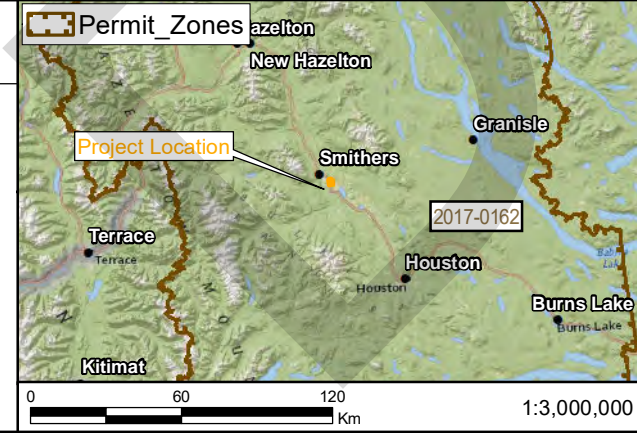 Permit_Zones
azelton
New Hazelton
Granisle
Project Location
Smithers
2017-0162
Terrace
Terrace
Houston
Houston
Burns Lake
Burns Lake
Kitimat
0 60 120
Km
1:3,000,000